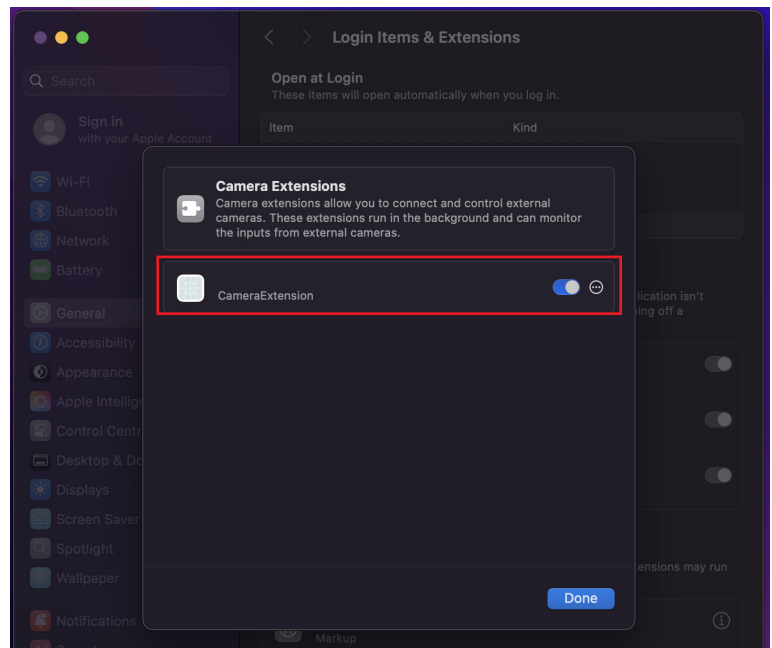 Login Items & Extensions
Search
Open at Login
These items will open automatically when you log in.
Sign in
with your Apple Account
Item Kind
Wi-Fi
Bluetooth
Network
Battery
General
Accessibility
Appearance
Apple Intellige
Control Centr
Desktop & Do
Displays
Screen Saver
Spotlight
Wallpaper
Notifications
Camera Extensions
Camera extensions allow you to connect and control external
cameras. These extensions run in the background and can monitor
the inputs from external cameras.
CameraExtension
lication isn't
ing off a
tensions may run
Done
Markup